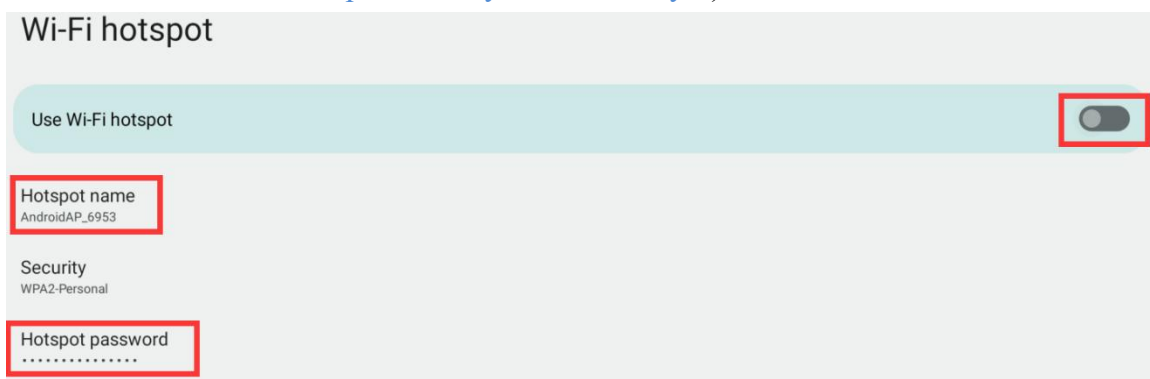 Wi-Fi hotspot
Use Wi-Fi hotspot
Hotspot name
AndroidAP_6953
Security
WPA2-Personal
Hotspot password
•••••••••••••••